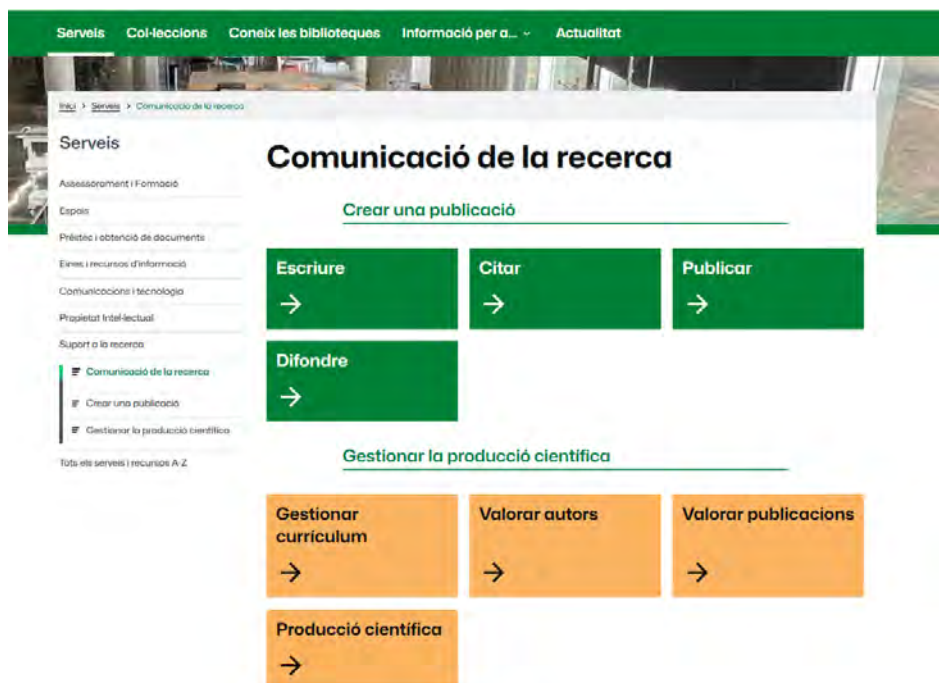 Serveis Col·leccions Coneix les biblioteques Informació per a... Actualitat
Inici > Serveis > Comunicació de la recerca
Serveis
Assessorament i Formació
Espais
Préstec i obtenció de documents
Eines i recursos d'informació
Comunicacions i tecnologia
Propietat Intel·lectual
Suport a la recerca
Comunicació de la recerca
Crear una publicació
Gestionar la producció científica
Tots els serveis i recursos A-Z
Comunicació de la recerca
Crear una publicació
Escriure
Citar
Publicar
Difondre
Gestionar la producció científica
Gestionar
currículum
Valorar autors
Valorar publicacions
Producció científica